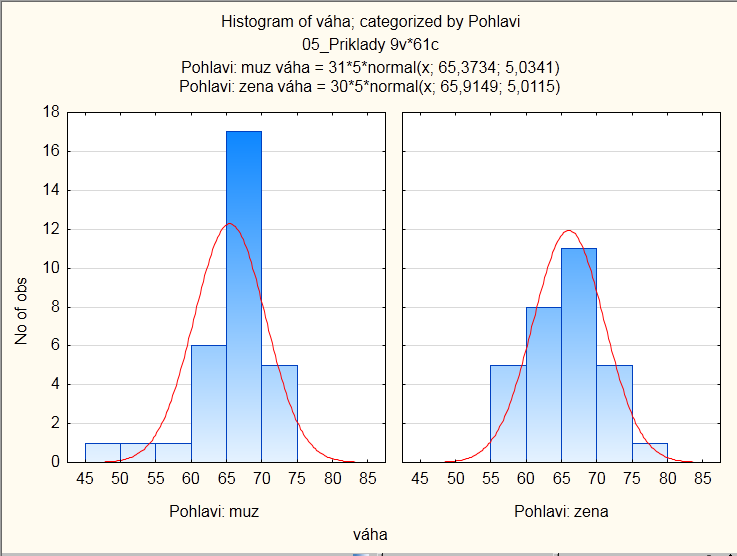 Histogram of váha; categorized by Pohlavi
05_Priklady 9v*61c
Pohlavi: muz váha = 31*5*normal(x; 65,3734; 5,0341)
Pohlavi: zena váha = 30*5*normal(x; 65,9149; 5,0115)
No of obs
18
16
14
12
10
8
6
4
2
0
45 50 55 60 65 70 75 80 85
45 50 55 60 65 70 75 80 85
Pohlavi: muz
Pohlavi: zena
váha